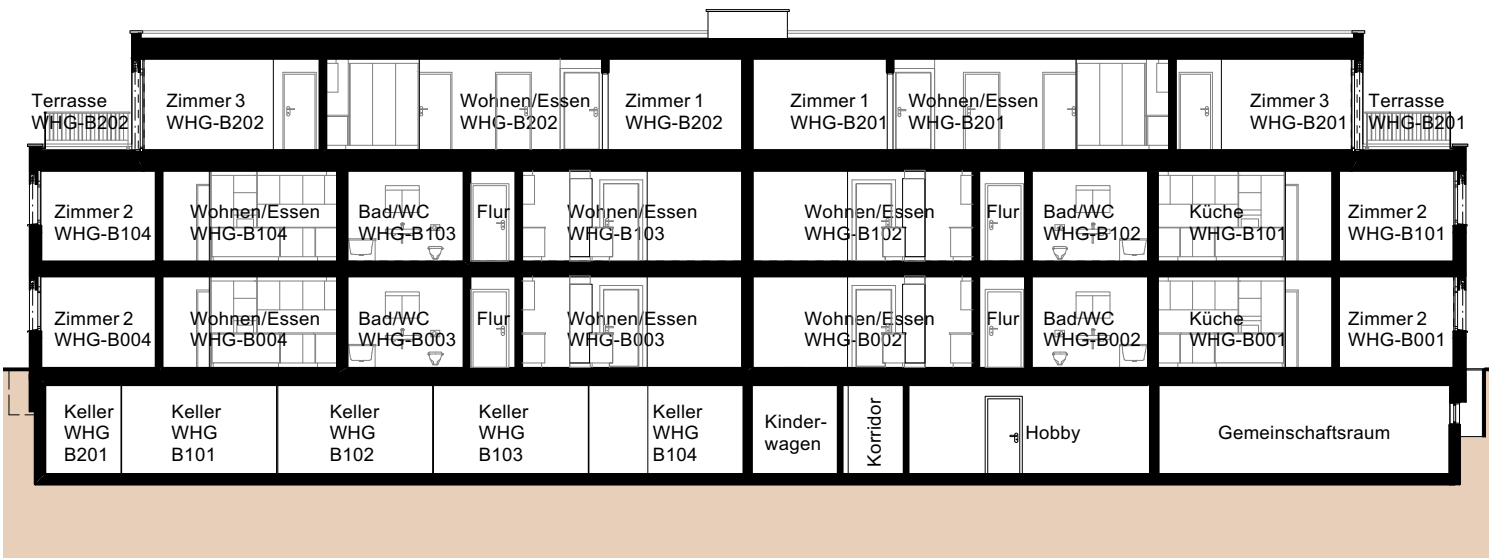 Terrasse
WHG-B202
Zimmer 3
WHG-B202
Wohnen/Essen
WHG-B202
Zimmer 1
WHG-B202
Zimmer 1
WHG-B201
Wohnen/Essen
WHG-B201
Zimmer 3
WHG-B201
Terrasse
WHG-B201
Zimmer 2
WHG-B104
Wohnen/Essen
WHG-B104
Bad/WC
WHG-B103
Flur
Wohnen/Essen
WHG-B103
Wohnen/Essen
WHG-B102
Flur
Bad/WC
WHG-B102
Küche
WHG-B101
Zimmer 2
WHG-B101
Zimmer 2
WHG-B004
Wohnen/Essen
WHG-B004
Bad/WC
WHG-B003
Flur
Wohnen/Essen
WHG-B003
Wohnen/Essen
WHG-B002
Flur
Bad/WC
WHG-B002
Küche
WHG-B001
Zimmer 2
WHG-B001
Keller
WHG
B201
Keller
WHG
B101
Keller
WHG
B102
Keller
WHG
B103
Keller
WHG
B104
Kinder-
wagen
Korridor
Hobby
Gemeinschaftsraum